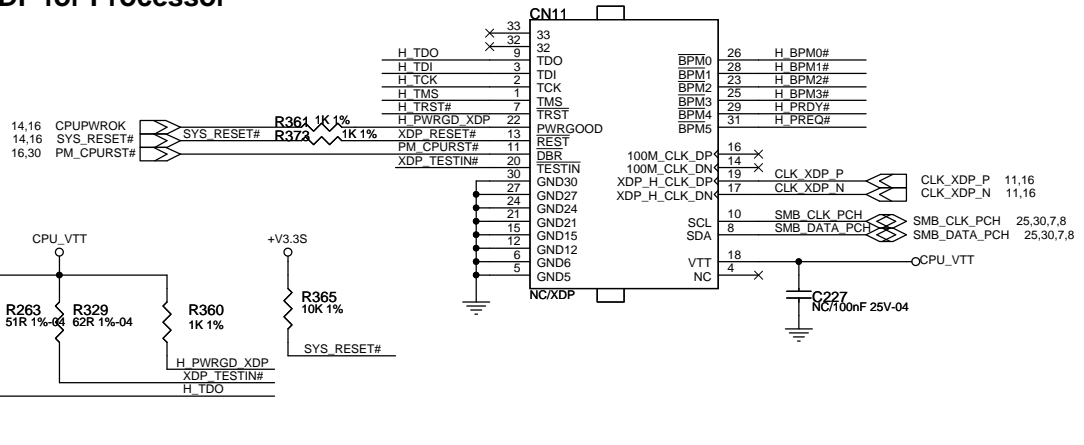 DP for Processor
CN11
33 33
32 32
H_TDO 9 TDO
H_TDI 3 TDI
H_TCK 2 TCK
H_TMS 1 TMS
H_TRST# 7 TRST
14,16 CPUPWROK R361 1K 1% H_PWRGD_XDP 22 PWRGOOD
14,16 SYS_RESET# SYS_RESET# R373 1K 1% XDP_RESET# 13 REST
16,30 PM_CPURST# PM_CPURST# 11 DBR
XDP_TESTIN# 20 TESTIN
30 GND30
27 GND27
24 GND24
21 GND21
15 GND15
12 GND12
6 GND6
5 GND5
NC/XDP
BPM0 26 H_BPM0#
BPM1 28 H_BPM1#
BPM2 23 H_BPM2#
BPM3 25 H_BPM3#
BPM4 29 H_PRDY#
BPM5 31 H_PREQ#
100M_CLK_DP 16
100M_CLK_DN 14
XDP_H_CLK_DP 19 CLK_XDP_P CLK_XDP_P 11,16
XDP_H_CLK_DN 17 CLK_XDP_N CLK_XDP_N 11,16
SCL 10 SMB_CLK_PCH SMB_CLK_PCH 25,30,7,8
SDA 8 SMB_DATA_PCH SMB_DATA_PCH 25,30,7,8
VTT 18 CPU_VTT
NC 4
C227
NC/100nF 25V-04
CPU_VTT
R263
51R 1%-04
R329
62R 1%-04
R360
1K 1%
H_PWRGD_XDP
XDP_TESTIN#
H_TDO
+V3.3S
R365
10K 1%
SYS_RESET#